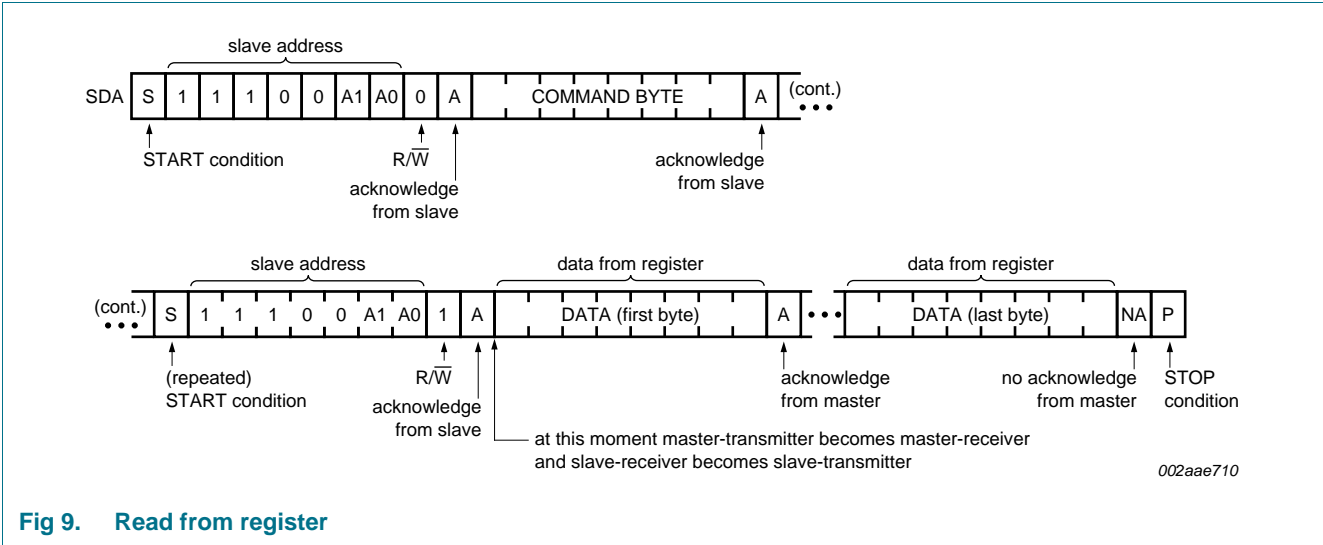 slave address
SDA S 1 1 1 0 0 A1 A0 0 A COMMAND BYTE A (cont.)
START condition R/W̅ acknowledge
from slave acknowledge
from slave
slave address data from register data from register
(cont.) S 1 1 1 0 0 A1 A0 1 A DATA (first byte) A DATA (last byte) NA P
(repeated)
START condition R/W̅ acknowledge
from slave acknowledge
from master no acknowledge
from master STOP
condition
at this moment master-transmitter becomes master-receiver
and slave-receiver becomes slave-transmitter
002aae710
Fig 9. Read from register